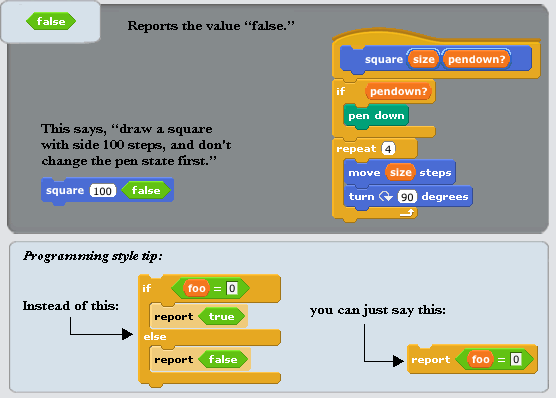 false
Reports the value “false.”
square size pendown?
if pendown?
pen down
repeat 4
move size steps
turn 90 degrees
This says, “draw a square
with side 100 steps, and don't
change the pen state first.”
square 100 false
Programming style tip:
Instead of this:
if foo = 0
report true
else
report false
you can just say this:
report foo = 0